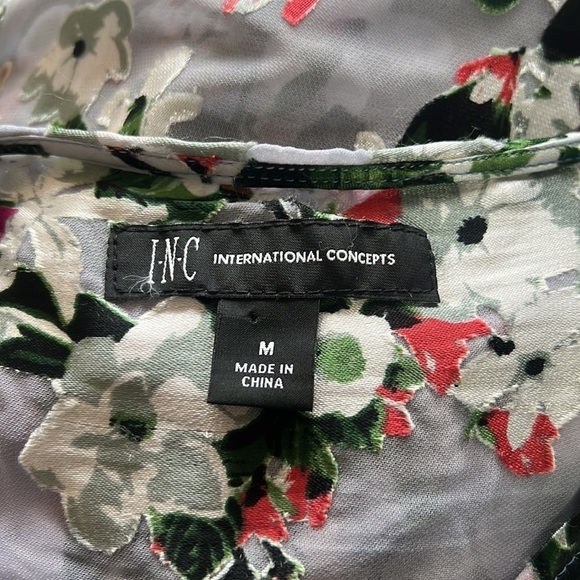 I·N·C INTERNATIONAL CONCEPTS
M
MADE IN
CHINA